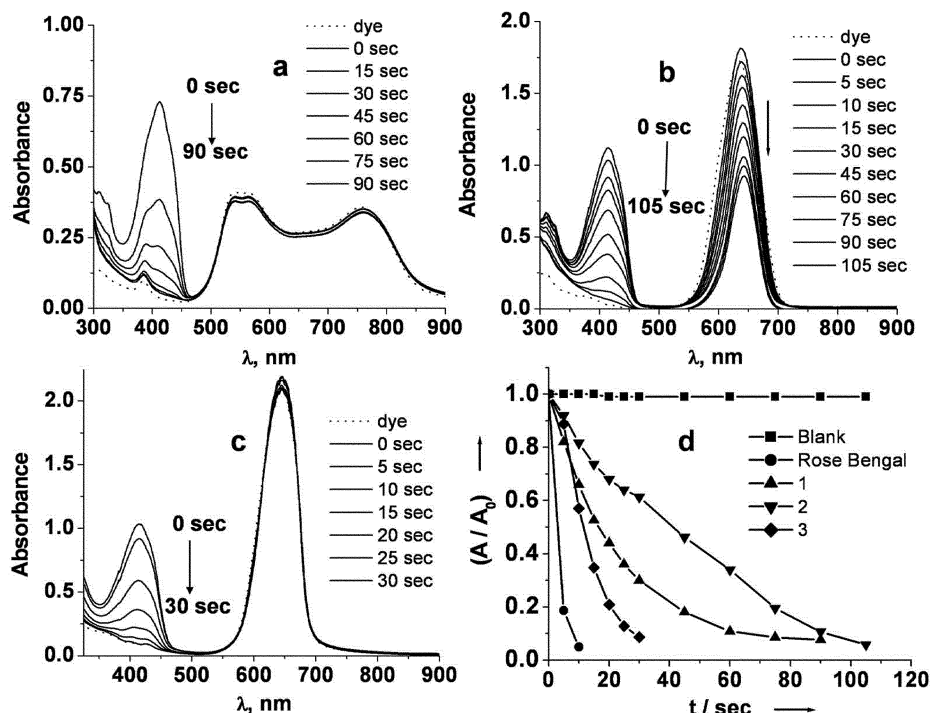 a
Absorbance
1.00
0.75
0.50
0.25
0.00
300 400 500 600 700 800 900
λ, nm
0 sec
90 sec
dye
0 sec
15 sec
30 sec
45 sec
60 sec
75 sec
90 sec
b
Absorbance
2.0
1.5
1.0
0.5
0.0
300 400 500 600 700 800 900
λ, nm
0 sec
105 sec
dye
0 sec
5 sec
10 sec
15 sec
30 sec
45 sec
60 sec
75 sec
90 sec
105 sec
c
Absorbance
2.0
1.5
1.0
0.5
0.0
400 500 600 700 800 900
λ, nm
0 sec
30 sec
dye
0 sec
5 sec
10 sec
15 sec
20 sec
25 sec
30 sec
d
(A / A0)
1.0
0.8
0.6
0.4
0.2
0.0
0 20 40 60 80 100 120
t / sec
Blank
Rose Bengal
1
2
3